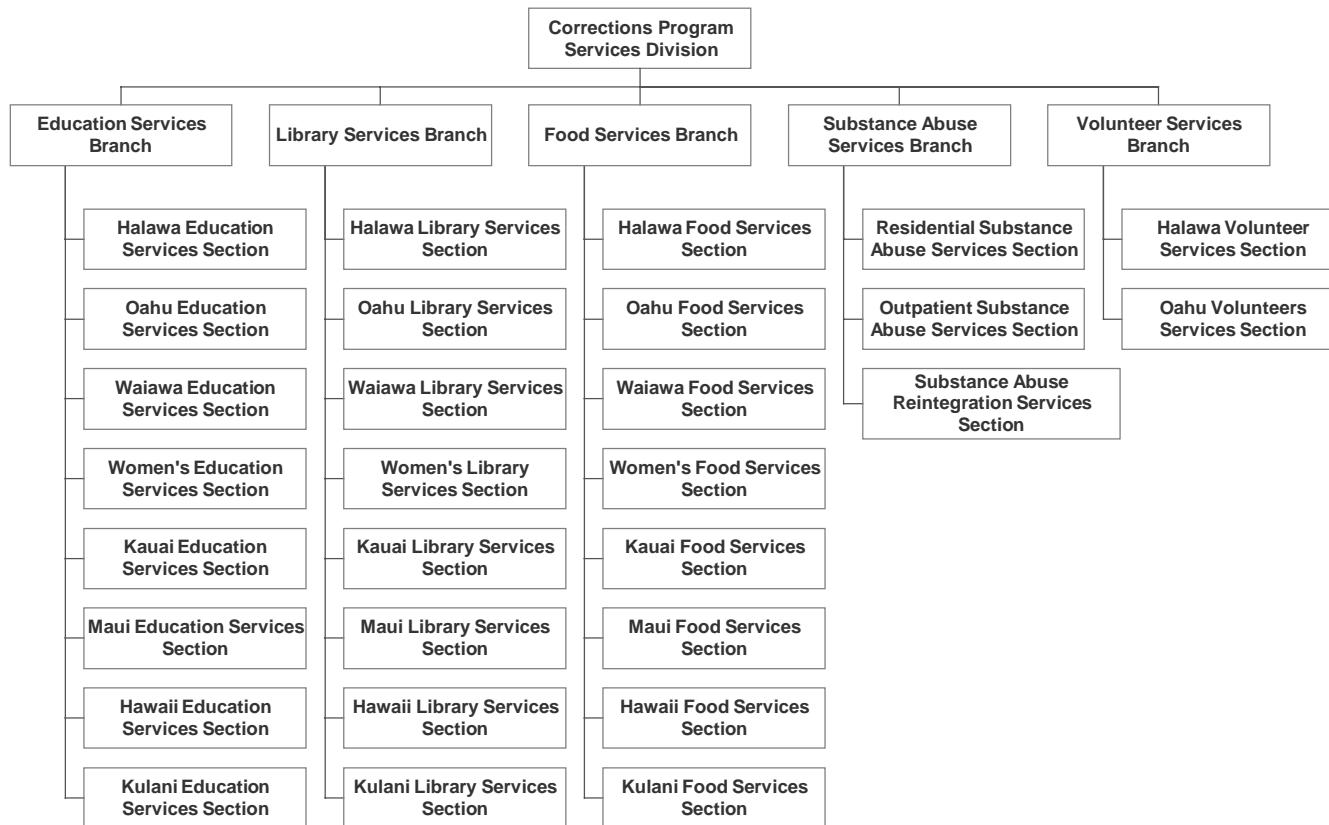 Corrections Program
Services Division
Education Services
Branch
Library Services Branch
Food Services Branch
Substance Abuse
Services Branch
Volunteer Services
Branch
Halawa Education
Services Section
Oahu Education
Services Section
Waiawa Education
Services Section
Women's Education
Services Section
Kauai Education
Services Section
Maui Education Services
Section
Hawaii Education
Services Section
Kulani Education
Services Section
Halawa Library Services
Section
Oahu Library Services
Section
Waiawa Library Services
Section
Women's Library
Services Section
Kauai Library Services
Section
Maui Library Services
Section
Hawaii Library Services
Section
Kulani Library Services
Section
Halawa Food Services
Section
Oahu Food Services
Section
Waiawa Food Services
Section
Women's Food Services
Section
Kauai Food Services
Section
Maui Food Services
Section
Hawaii Food Services
Section
Kulani Food Services
Section
Residential Substance
Abuse Services Section
Outpatient Substance
Abuse Services Section
Substance Abuse
Reintegration Services
Section
Halawa Volunteer
Services Section
Oahu Volunteers
Services Section